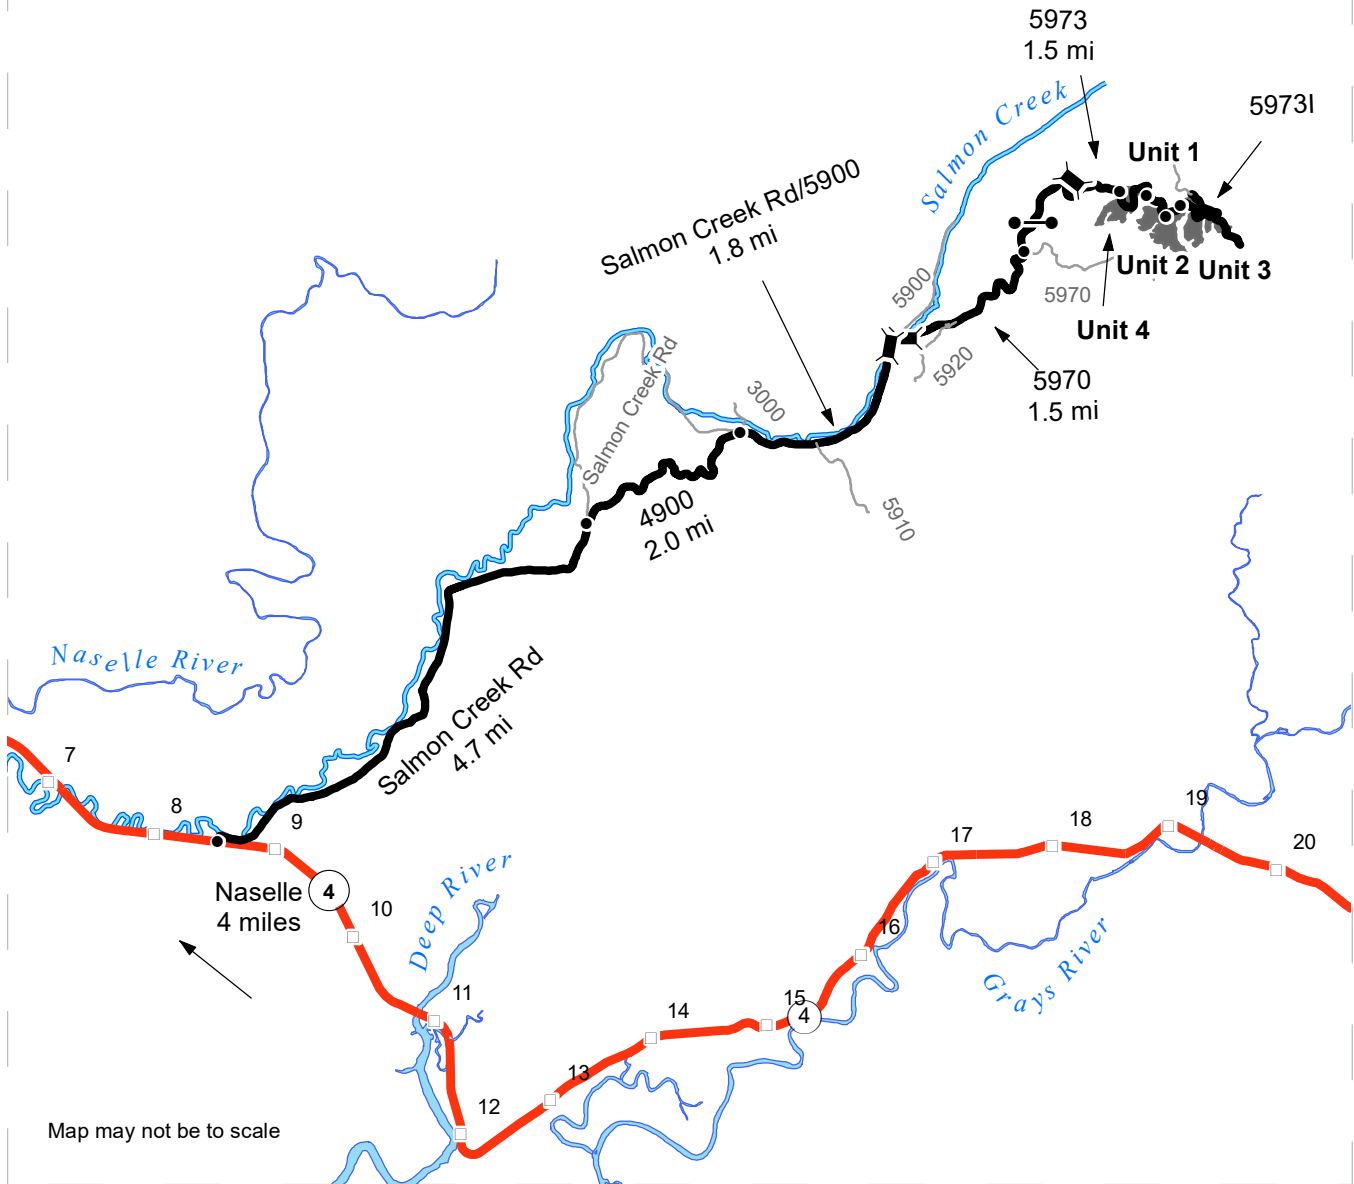 5973
1.5 mi
5973I
Unit 1
Salmon Creek
Salmon Creek Rd/5900
1.8 mi
Unit 2
Unit 3
5900
5970
Unit 4
5920
5970
1.5 mi
Salmon Creek Rd
3000
4900
2.0 mi
5910
Naselle River
Salmon Creek Rd
4.7 mi
7
8
9
19
18
17
20
Naselle
4 miles
4
10
Deep River
16
Grays River
11
15
4
14
13
12
Map may not be to scale